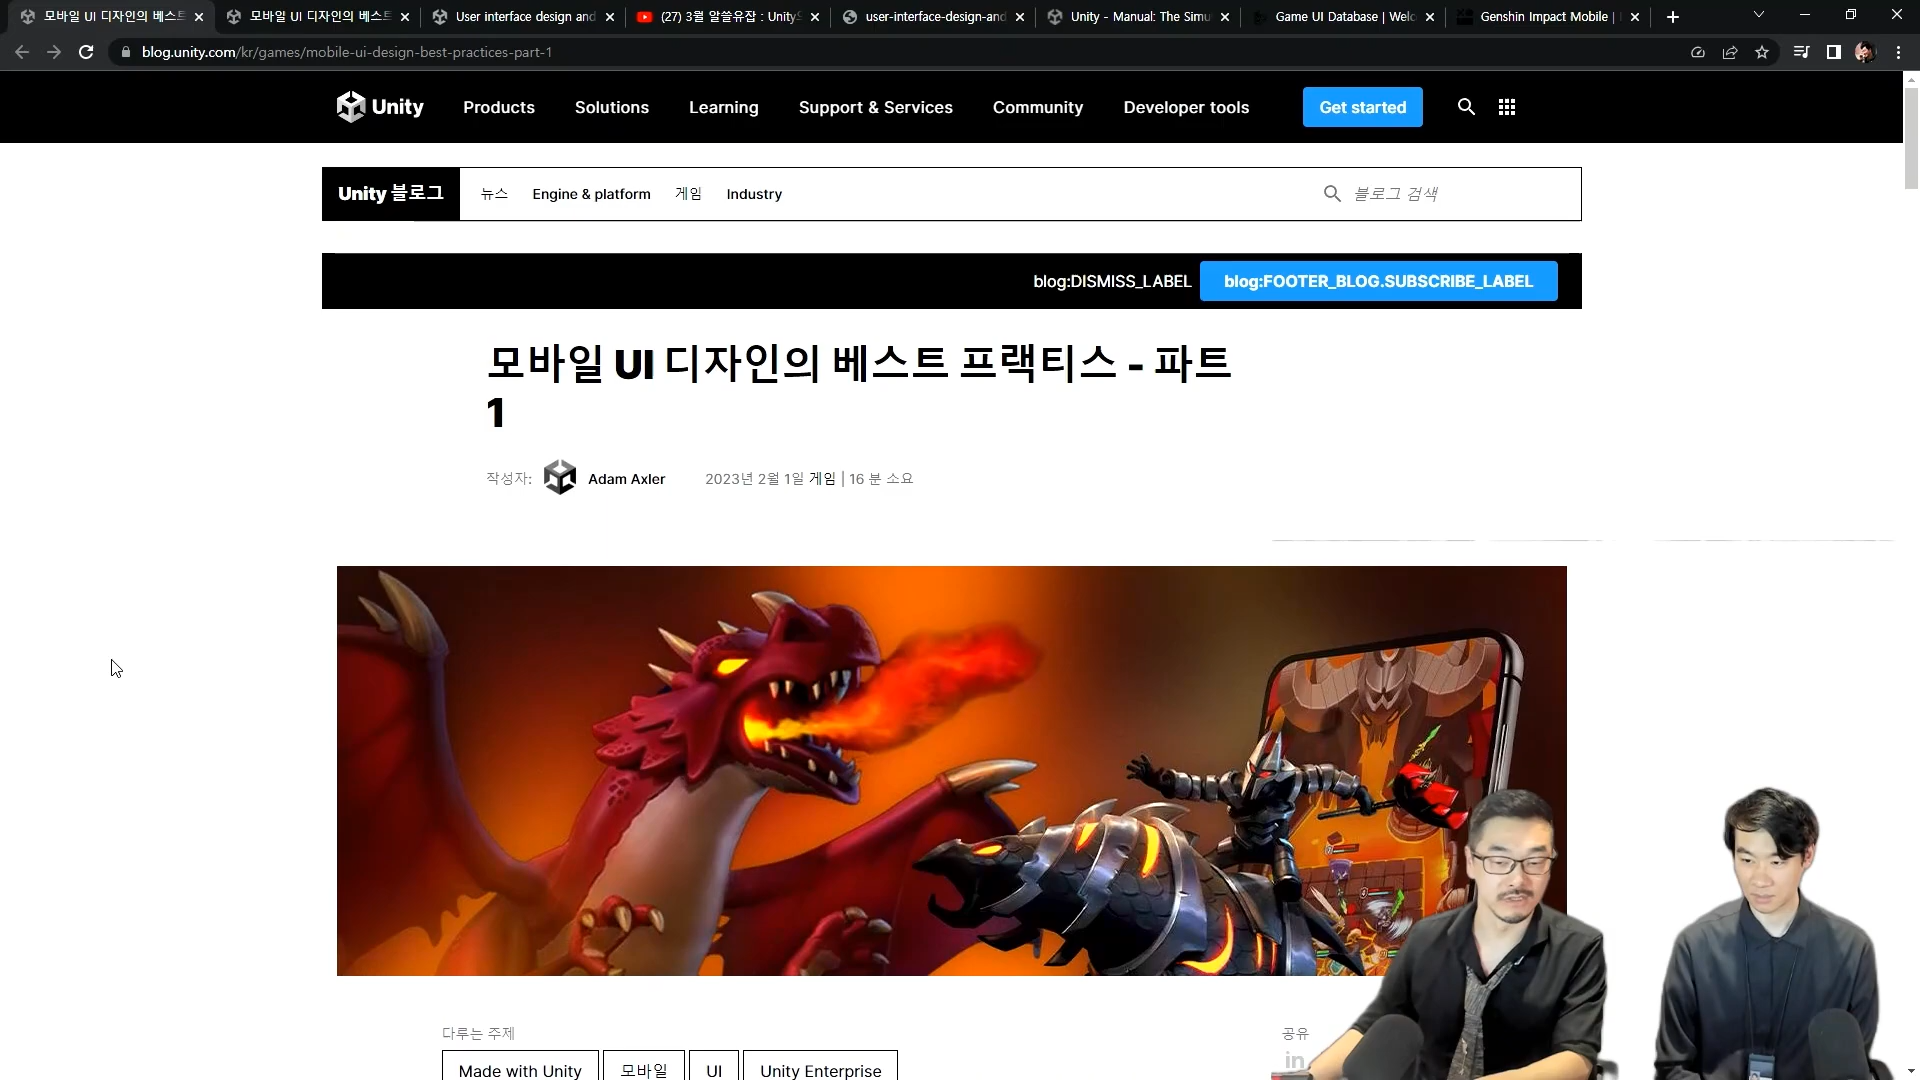 모바일 UI 디자인의 베스트
모바일 UI 디자인의 베스트
User interface design and
(27) 3월 알쓸유잡 : UnityS
user-interface-design-and
Unity - Manual: The Simu
Game UI Database | Welc
Genshin Impact Mobile |
blog.unity.com/kr/games/mobile-ui-design-best-practices-part-1
Unity
Products
Solutions
Learning
Support & Services
Community
Developer tools
Get started
Unity 블로그
뉴스
Engine & platform
게임
Industry
블로그 검색
blog:DISMISS_LABEL
blog:FOOTER_BLOG.SUBSCRIBE_LABEL
모바일 UI 디자인의 베스트 프랙티스 - 파트
1
작성자: Adam Axler 2023년 2월 1일 게임 | 16 분 소요
다루는 주제
공유
in
Made with Unity
모바일
UI
Unity Enterprise